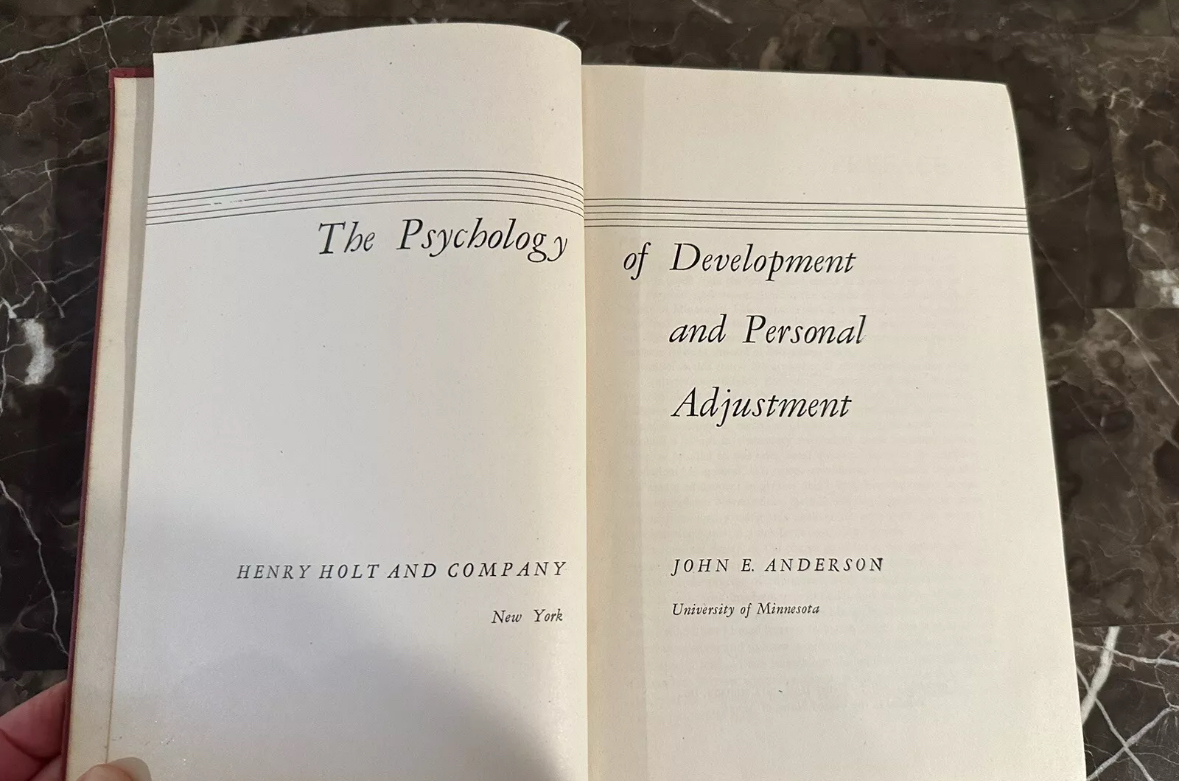 The Psychology
of Development
and Personal
Adjustment
HENRY HOLT AND COMPANY
New York
JOHN E. ANDERSON
University of Minnesota